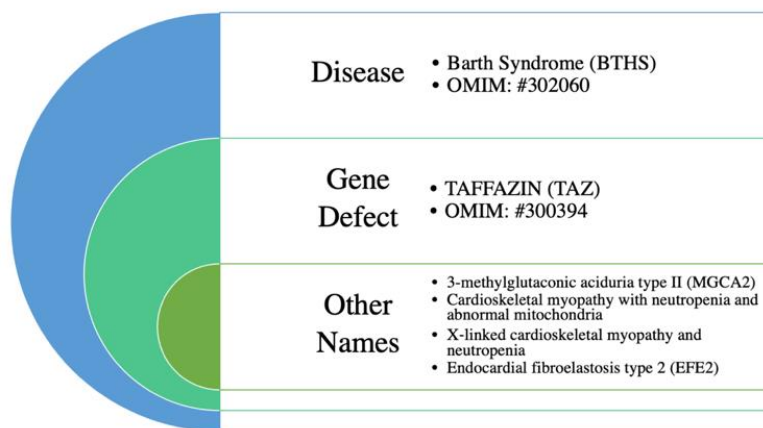 Disease
• Barth Syndrome (BTHS)
• OMIM: #302060
Gene
Defect
• TAFFAZIN (TAZ)
• OMIM: #300394
Other
Names
• 3-methylglutaconic aciduria type II (MGCA2)
• Cardioskeletal myopathy with neutropenia and
abnormal mitochondria
• X-linked cardioskeletal myopathy and
neutropenia
• Endocardial fibroelastosis type 2 (EFE2)